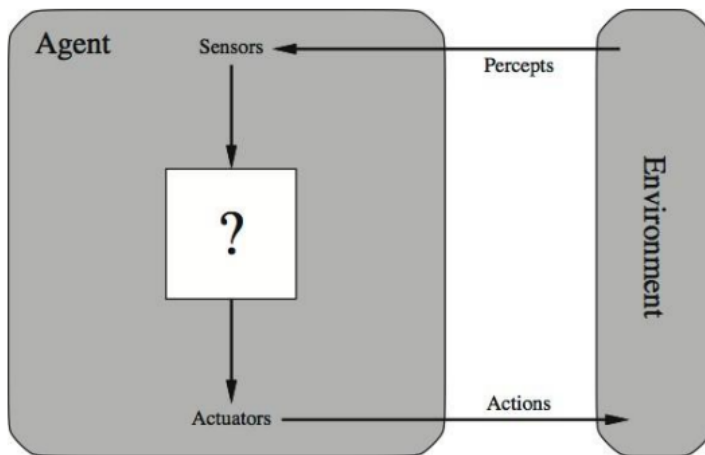 Agent
Sensors
Percepts
?
Environment
Actuators
Actions